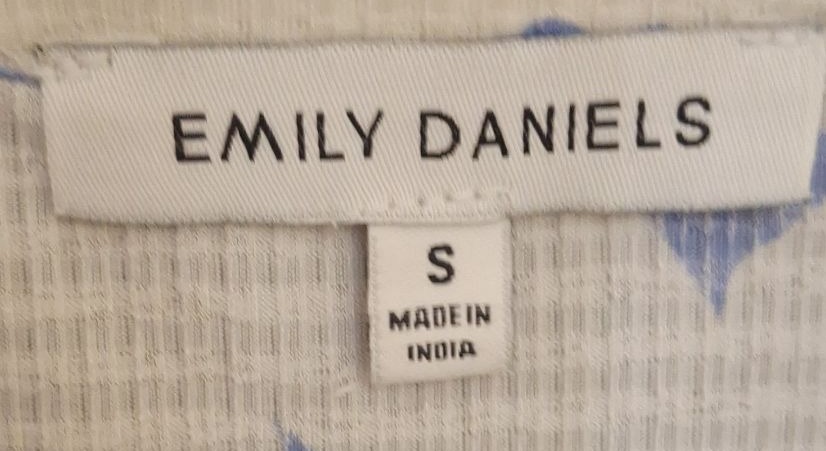 EMILY DANIELS
S
MADE IN
INDIA